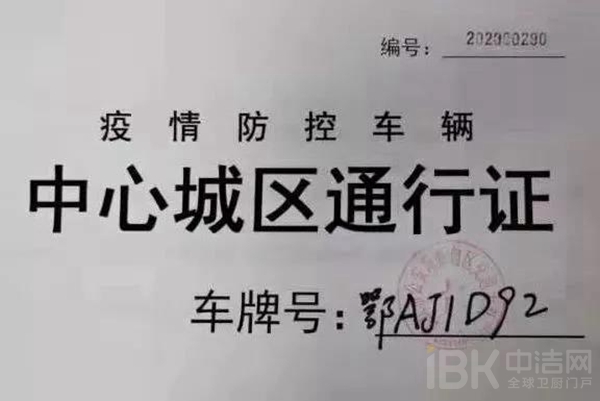 编号：202000290
疫情防控车辆
中心城区通行证
车牌号：鄂AJ1D92
iBK中洁网
全球卫厨门户